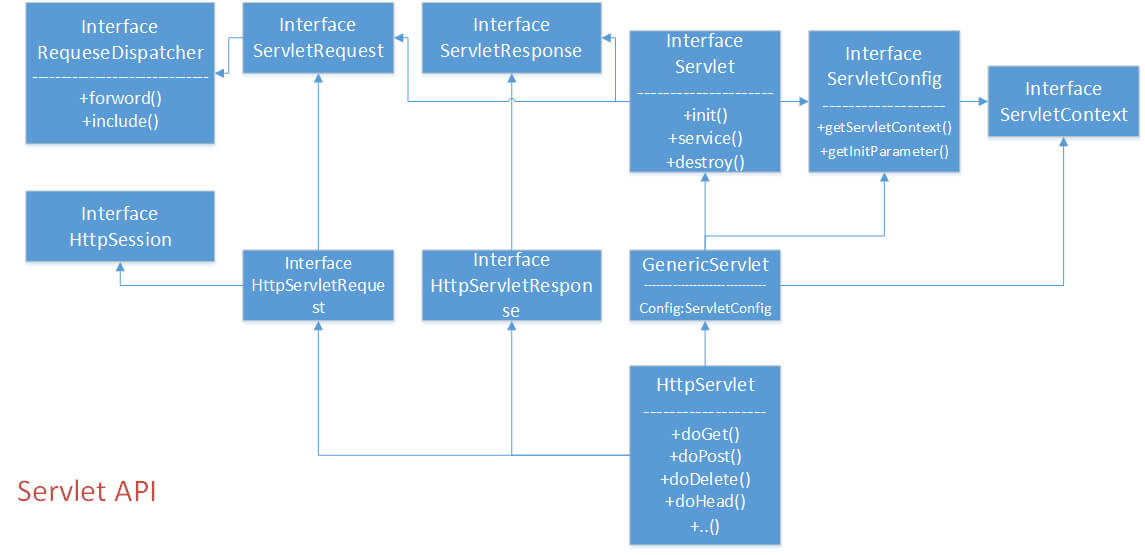 Interface
RequeseDispatcher
------------------------------
+forword()
+include()
Interface
ServletRequest
Interface
ServletResponse
Interface
Servlet
----------------------
+init()
+service()
+destroy()
Interface
ServletConfig
--------------------
+getServletContext()
+getInitParameter()
Interface
ServletContext
Interface
HttpSession
Interface
HttpServletReque
st
Interface
HttpServletRespon
se
GenericServlet
------------------------------
Config:ServletConfig
HttpServlet
--------------------
+doGet()
+doPost()
+doDelete()
+doHead()
+..()
Servlet API